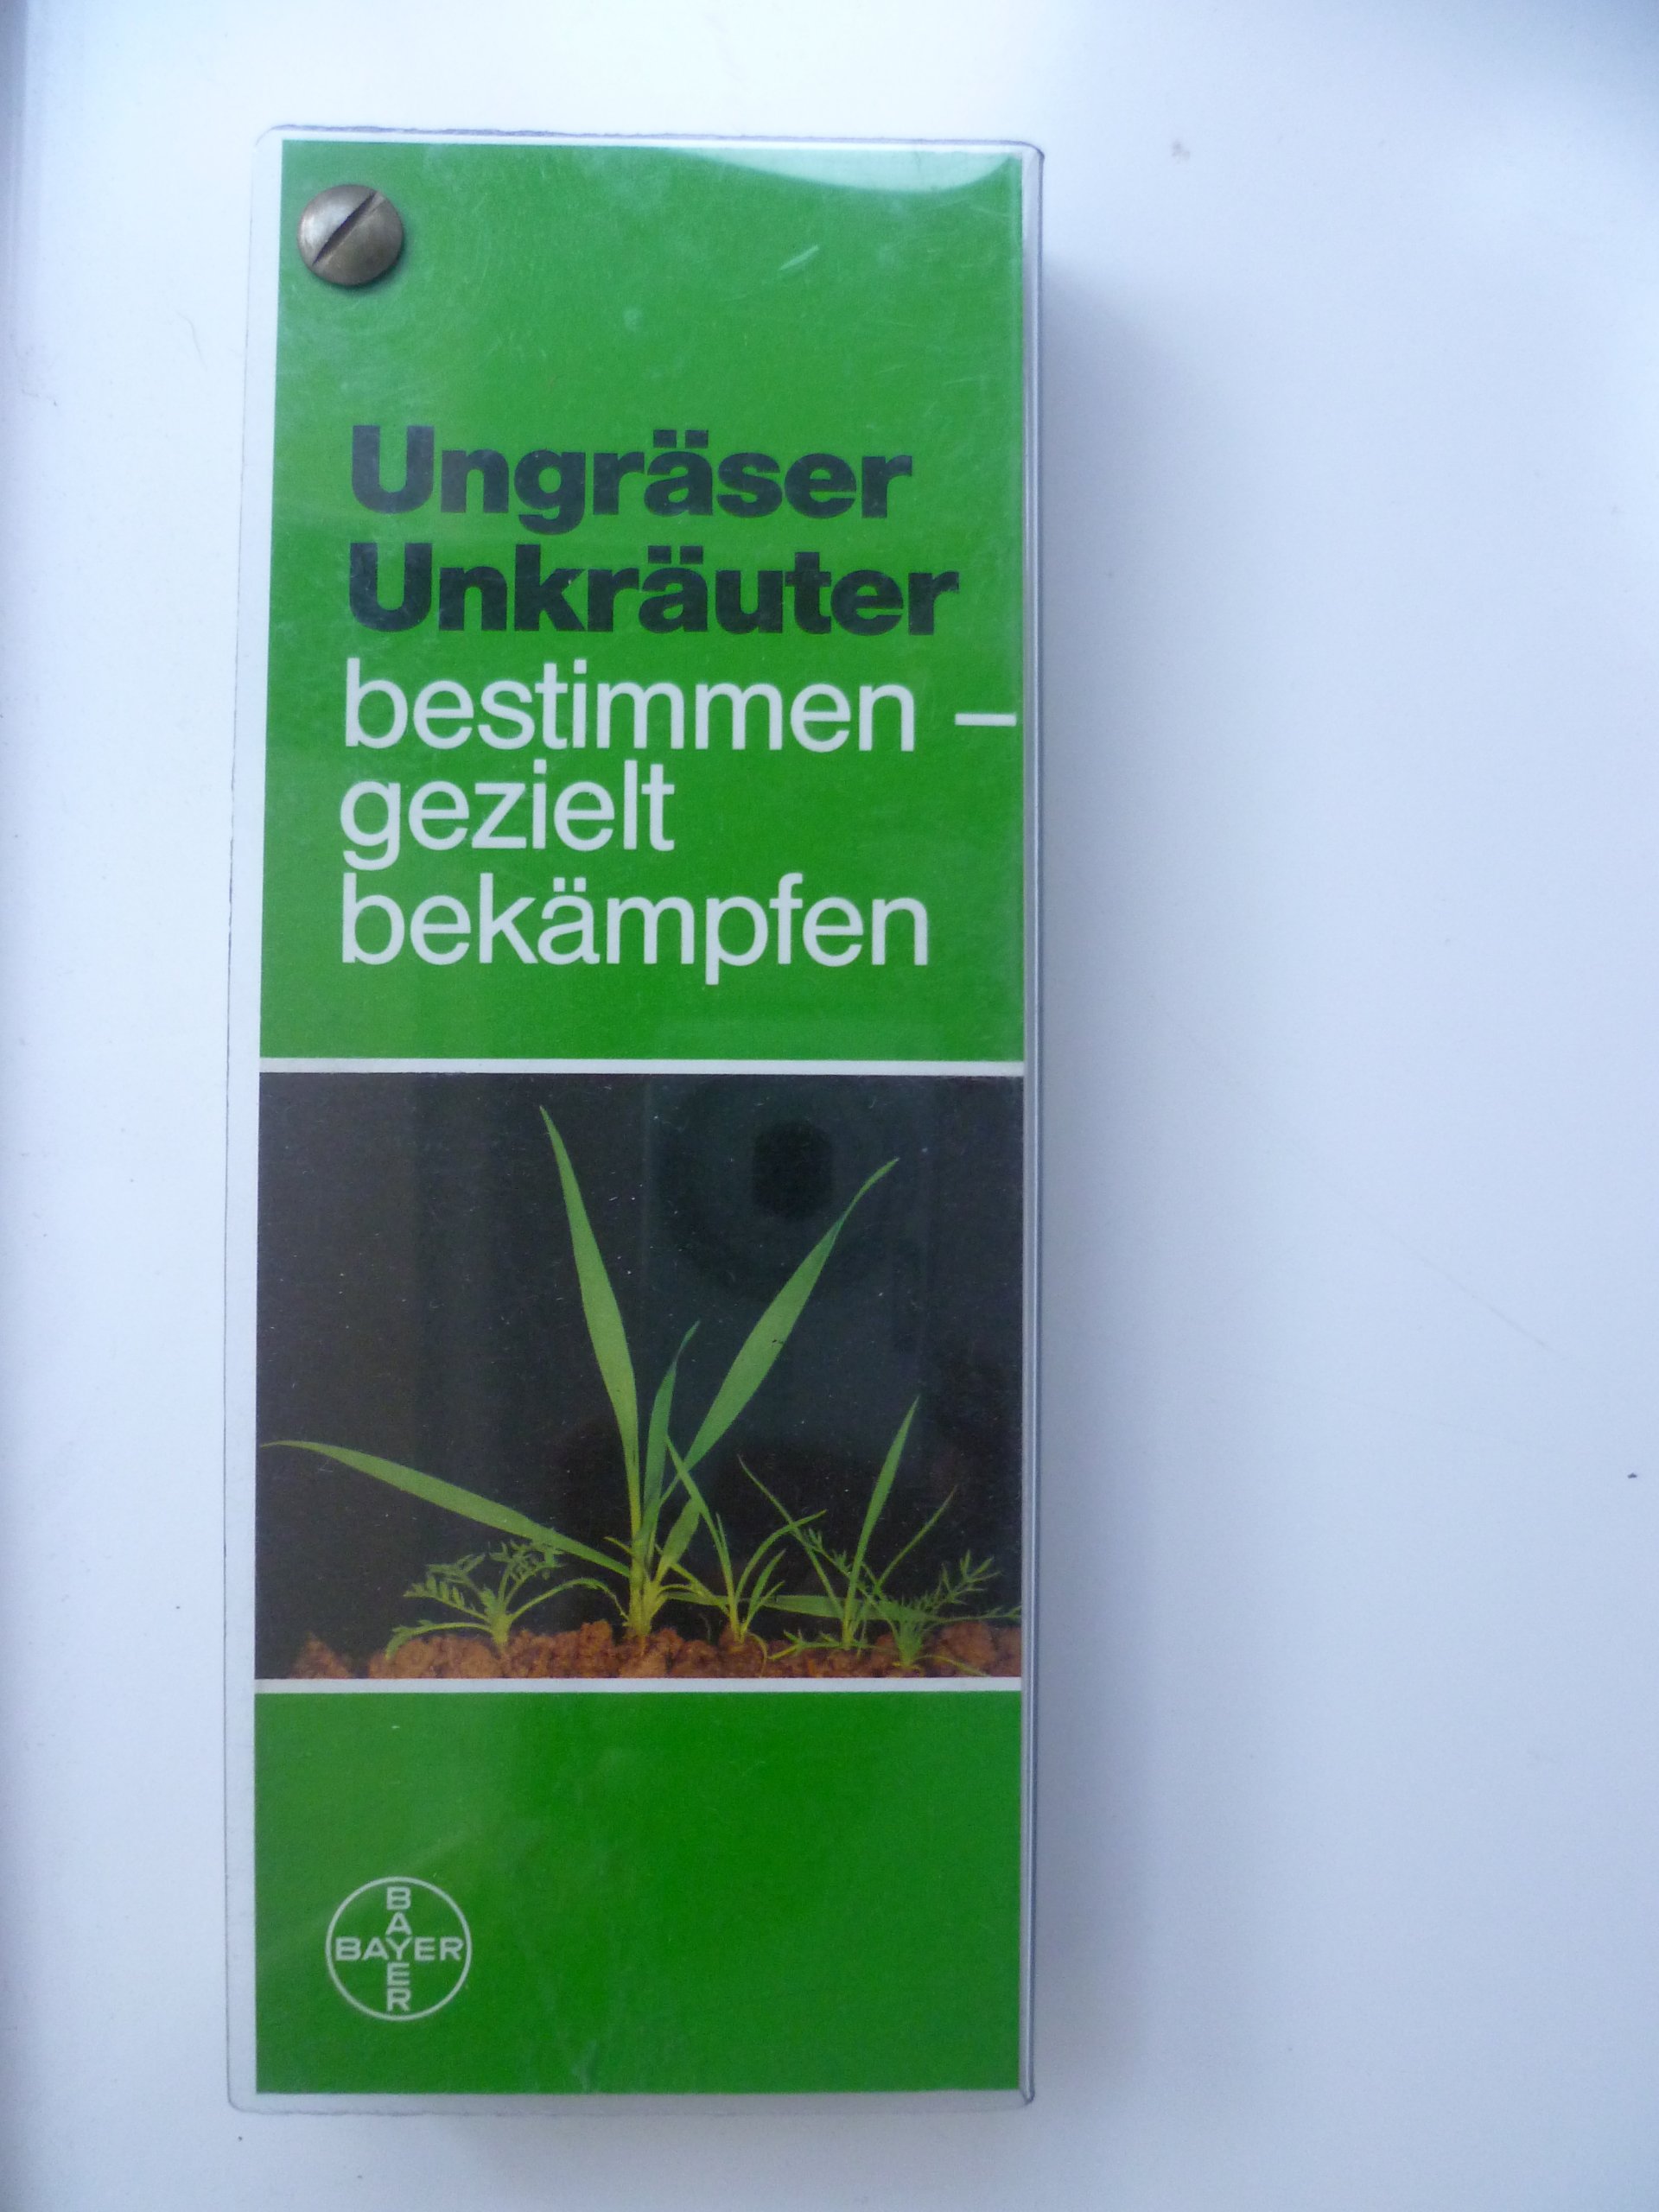 Ungräser
Unkräuter
bestimmen –
gezielt
bekämpfen
BAYER
BAYER